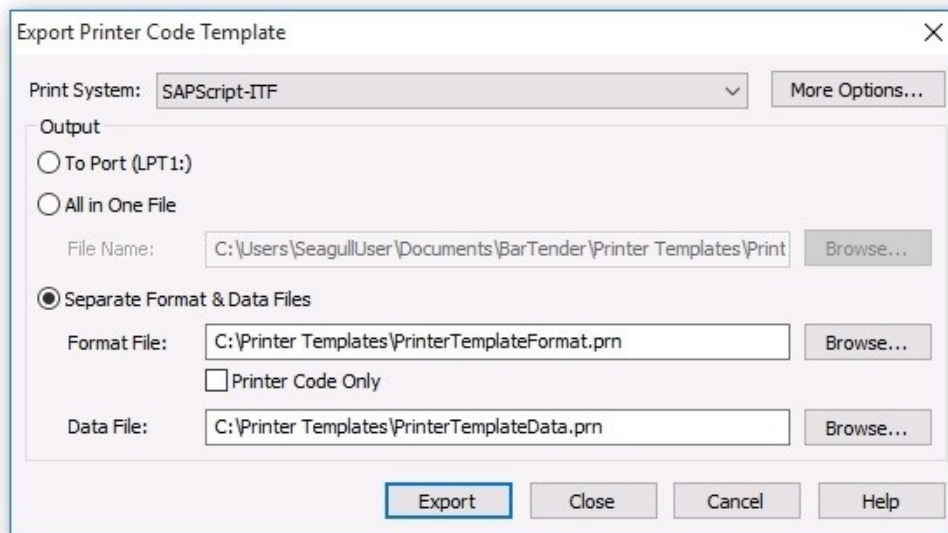 Export Printer Code Template
Print System: SAPScript-ITF More Options...
Output
To Port (LPT1:)
All in One File
File Name: C:\Users\SeagullUser\Documents\BarTender\Printer Templates\Print Browse...
Separate Format & Data Files
Format File: C:\Printer Templates\PrinterTemplateFormat.prn Browse...
Printer Code Only
Data File: C:\Printer Templates\PrinterTemplateData.prn Browse...
Export Close Cancel Help